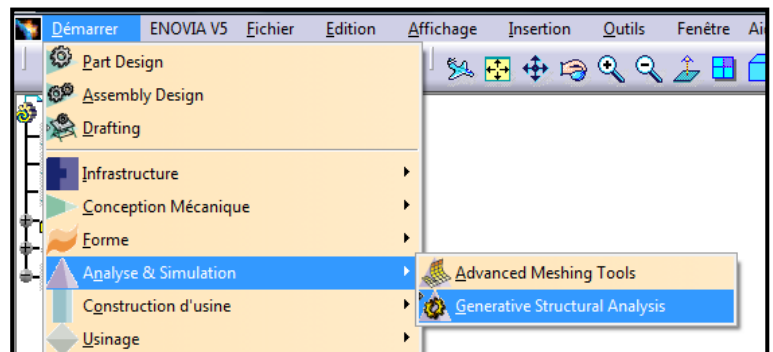 Démarrer ENOVIA V5 Fichier Edition Affichage Insertion Outils Fenêtre
Part Design
Assembly Design
Drafting
Infrastructure
Conception Mécanique
Forme
Analyse & Simulation
Advanced Meshing Tools
Construction d'usine
Generative Structural Analysis
Usinage